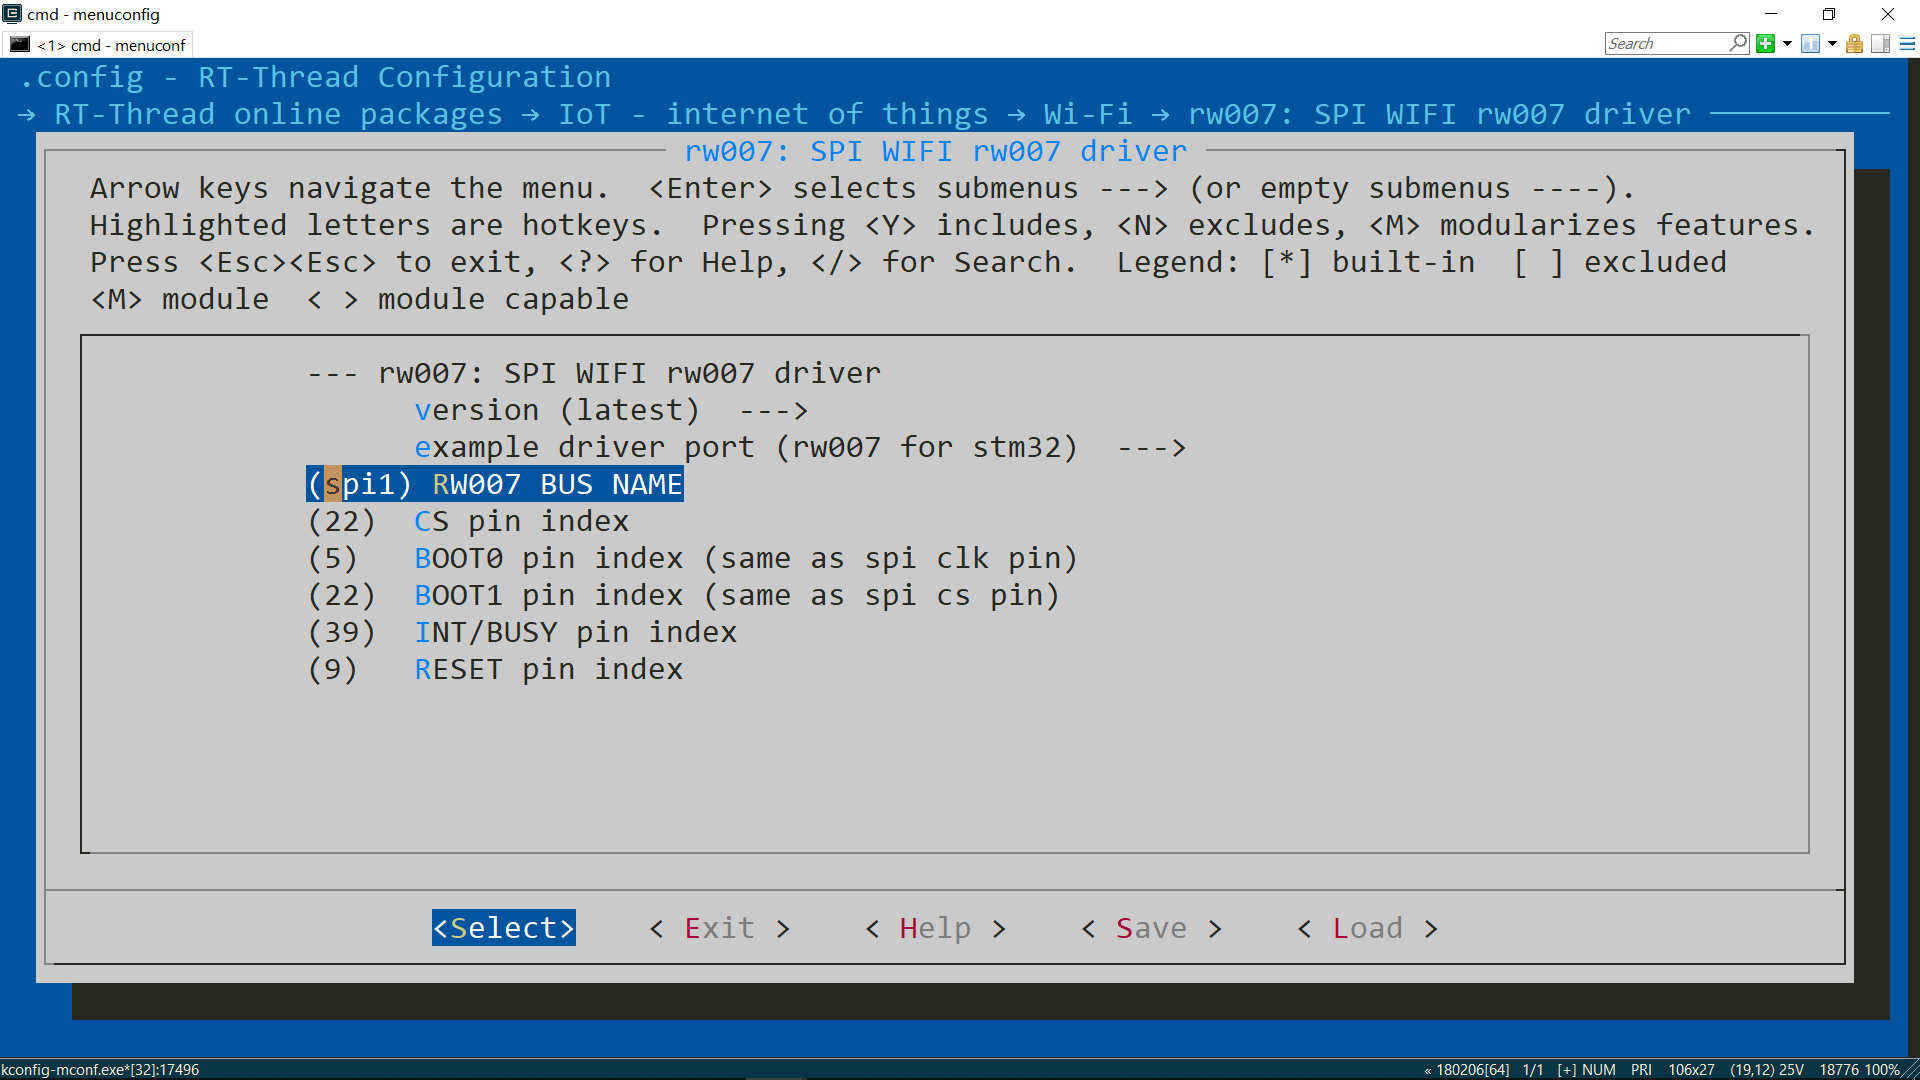 cmd - menuconfig
<1> cmd - menuconf
Search
.config - RT-Thread Configuration
→ RT-Thread online packages → IoT - internet of things → Wi-Fi → rw007: SPI WIFI rw007 driver
rw007: SPI WIFI rw007 driver
Arrow keys navigate the menu.  <Enter> selects submenus ---> (or empty submenus ----).
Highlighted letters are hotkeys.  Pressing <Y> includes, <N> excludes, <M> modularizes features.
Press <Esc><Esc> to exit, <?> for Help, </> for Search.  Legend: [*] built-in  [ ] excluded
<M> module  < > module capable
--- rw007: SPI WIFI rw007 driver
version (latest)  --->
example driver port (rw007 for stm32)  --->
(spi1) RW007 BUS NAME
(22)  CS pin index
(5)   BOOT0 pin index (same as spi clk pin)
(22)  BOOT1 pin index (same as spi cs pin)
(39)  INT/BUSY pin index
(9)   RESET pin index
<Select>    < Exit >    < Help >    < Save >    < Load >
kconfig-mconf.exe*[32]:17496
« 180206[64]  1/1  [+] NUM  PRI  106x27  (19,12) 25V  18776 100%